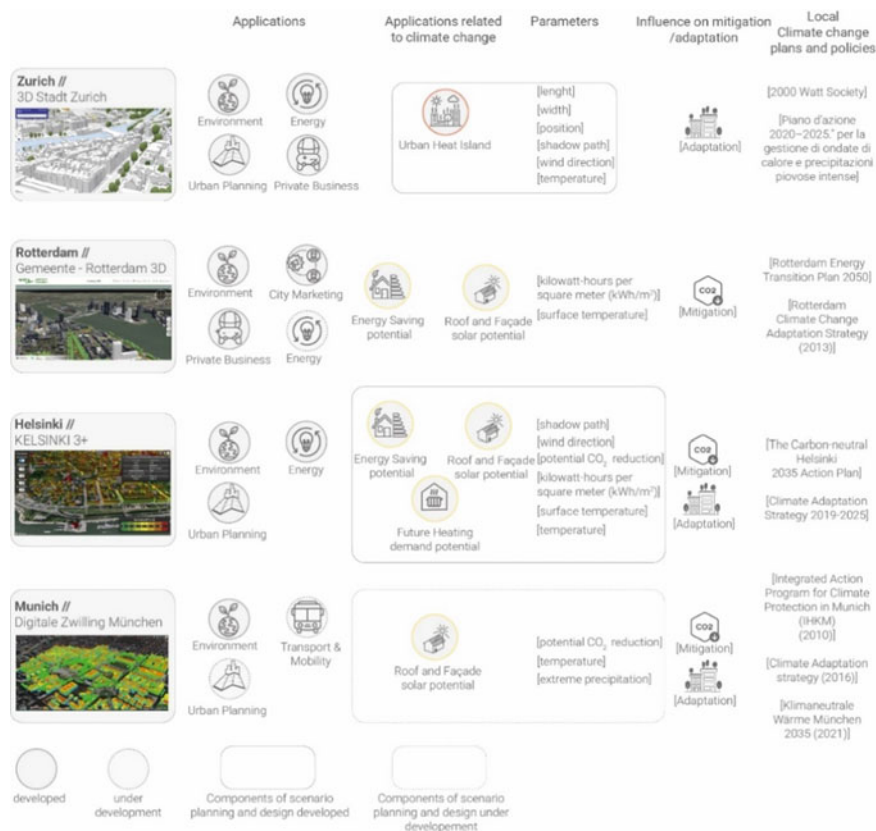 Applications
Applications related
to climate change
Parameters
Influence on mitigation
/adaptation
Local
Climate change
plans and policies
Zurich //
3D Stadt Zurich
Environment
Energy
Urban Planning
Private Business
Urban Heat Island
[lenght]
[width]
[position]
[shadow path]
[wind direction]
[temperature]
[Adaptation]
[2000 Watt Society]
[Piano d'azione
2020–2025." per la
gestione di ondate di
calore e precipitazioni
piovose intense]
Rotterdam //
Gemeente - Rotterdam 3D
Environment
City Marketing
Private Business
Energy
Energy Saving
potential
Roof and Façade
solar potential
[kilowatt-hours per
square meter (kWh/m²)]
[surface temperature]
CO2
[Mitigation]
[Rotterdam Energy
Transition Plan 2050]
[Rotterdam
Climate Change
Adaptation Strategy
(2013)]
Helsinki //
KELSINKI 3+
Environment
Energy
Urban Planning
Energy Saving
potential
Roof and Façade
solar potential
Future Heating
demand potential
[shadow path]
[wind direction]
[potential CO₂ reduction]
[kilowatt-hours per
square meter (kWh/m²)]
[surface temperature]
[temperature]
CO2
[Mitigation]
[Adaptation]
[The Carbon-neutral
Helsinki
2035 Action Plan]
[Climate Adaptation
Strategy 2019-2025]
Munich //
Digitale Zwilling München
Environment
Transport &
Mobility
Urban Planning
Roof and Façade
solar potential
[potential CO₂ reduction]
[temperature]
[extreme precipitation]
CO2
[Mitigation]
[Adaptation]
[Integrated Action
Program for Climate
Protection in Munich
(IHKM)
(2010)]
[Climate Adaptation
strategy (2016)]
[Klimaneutrale
Wärme München
2035 (2021)]
developed
under
development
Components of scenario
planning and design developed
Components of scenario
planning and design under
developement